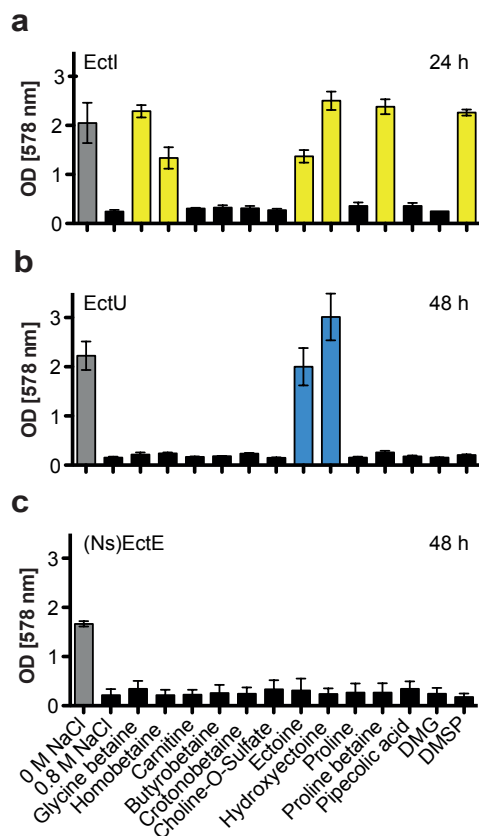 a
EctI 24 h
3
2
1
0
OD [578 nm]
b
EctU 48 h
3
2
1
0
OD [578 nm]
c
(Ns)EctE 48 h
3
2
1
0
OD [578 nm]
0 M NaCl
0.8 M NaCl
Glycine betaine
Homobetaine
Carnitine
Butyrobetaine
Crotonobetaine
Choline-O-Sulfate
Ectoine
Hydroxyectoine
Proline
Proline betaine
Pipecolic acid
DMG
DMSP